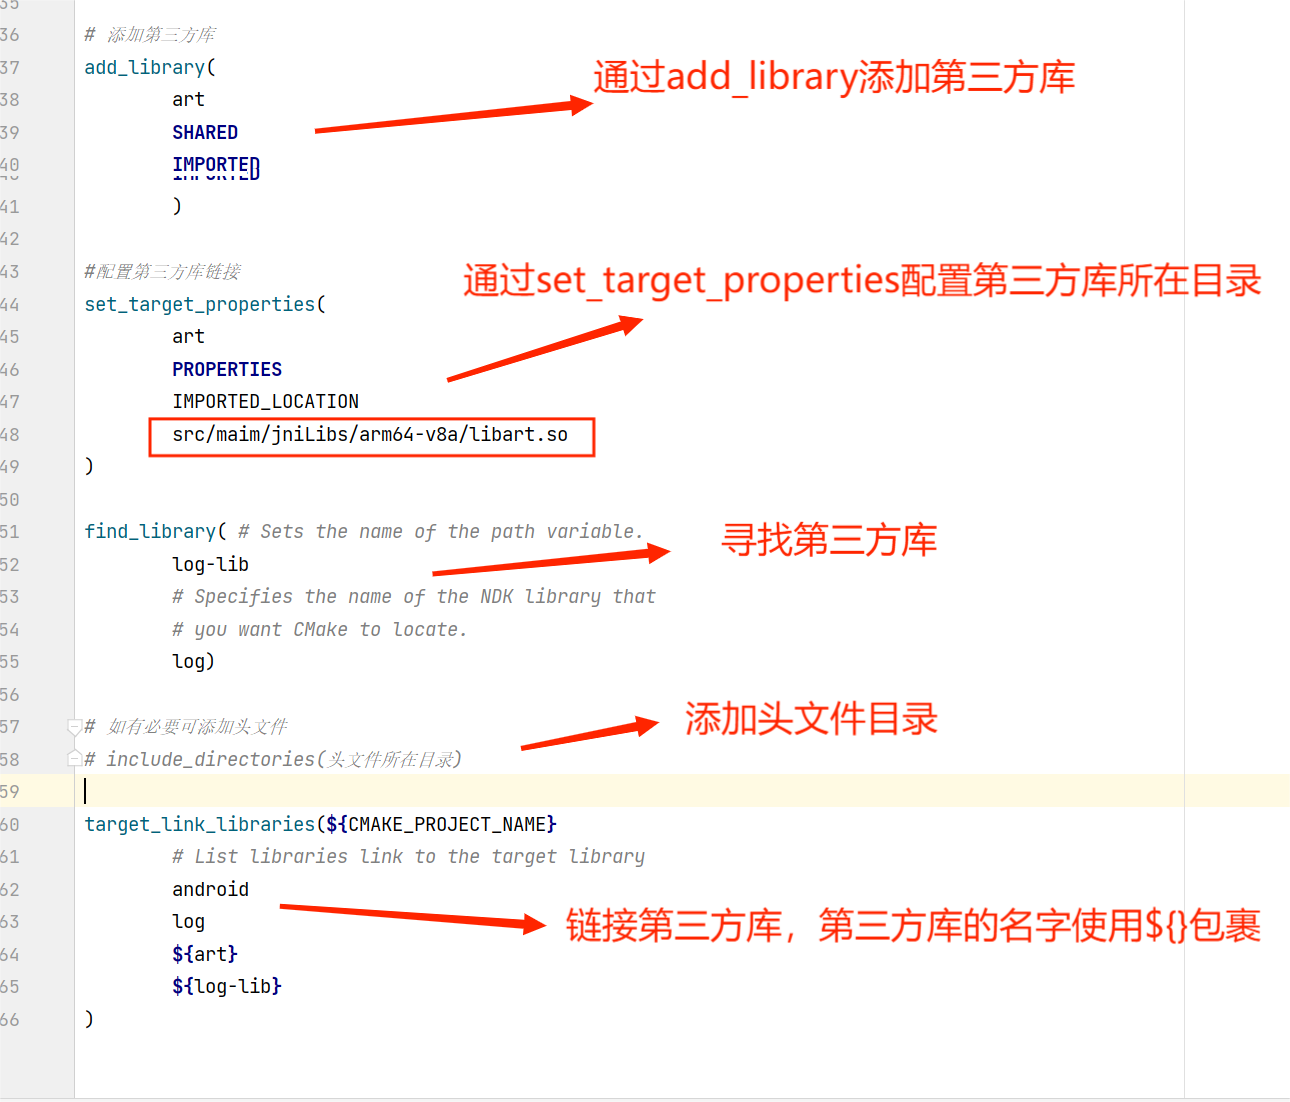 35
36 # 添加第三方库
37 add_library(
通过add_library添加第三方库
38 art
39 SHARED
40 IMPORTED
40 IMPORTED
41 )
42
43 #配置第三方库链接
通过set_target_properties配置第三方库所在目录
44 set_target_properties(
45 art
46 PROPERTIES
47 IMPORTED_LOCATION
48 src/maim/jniLibs/arm64-v8a/libart.so
49 )
50
51 find_library( # Sets the name of the path variable.
寻找第三方库
52 log-lib
53 # Specifies the name of the NDK library that
54 # you want CMake to locate.
55 log)
56
57 # 如有必要可添加头文件
添加头文件目录
58 # include_directories(头文件所在目录)
59
60 target_link_libraries(${CMAKE_PROJECT_NAME}
61 # List libraries link to the target library
62 android
63 log
链接第三方库，第三方库的名字使用${}包裹
64 ${art}
65 ${log-lib}
66 )